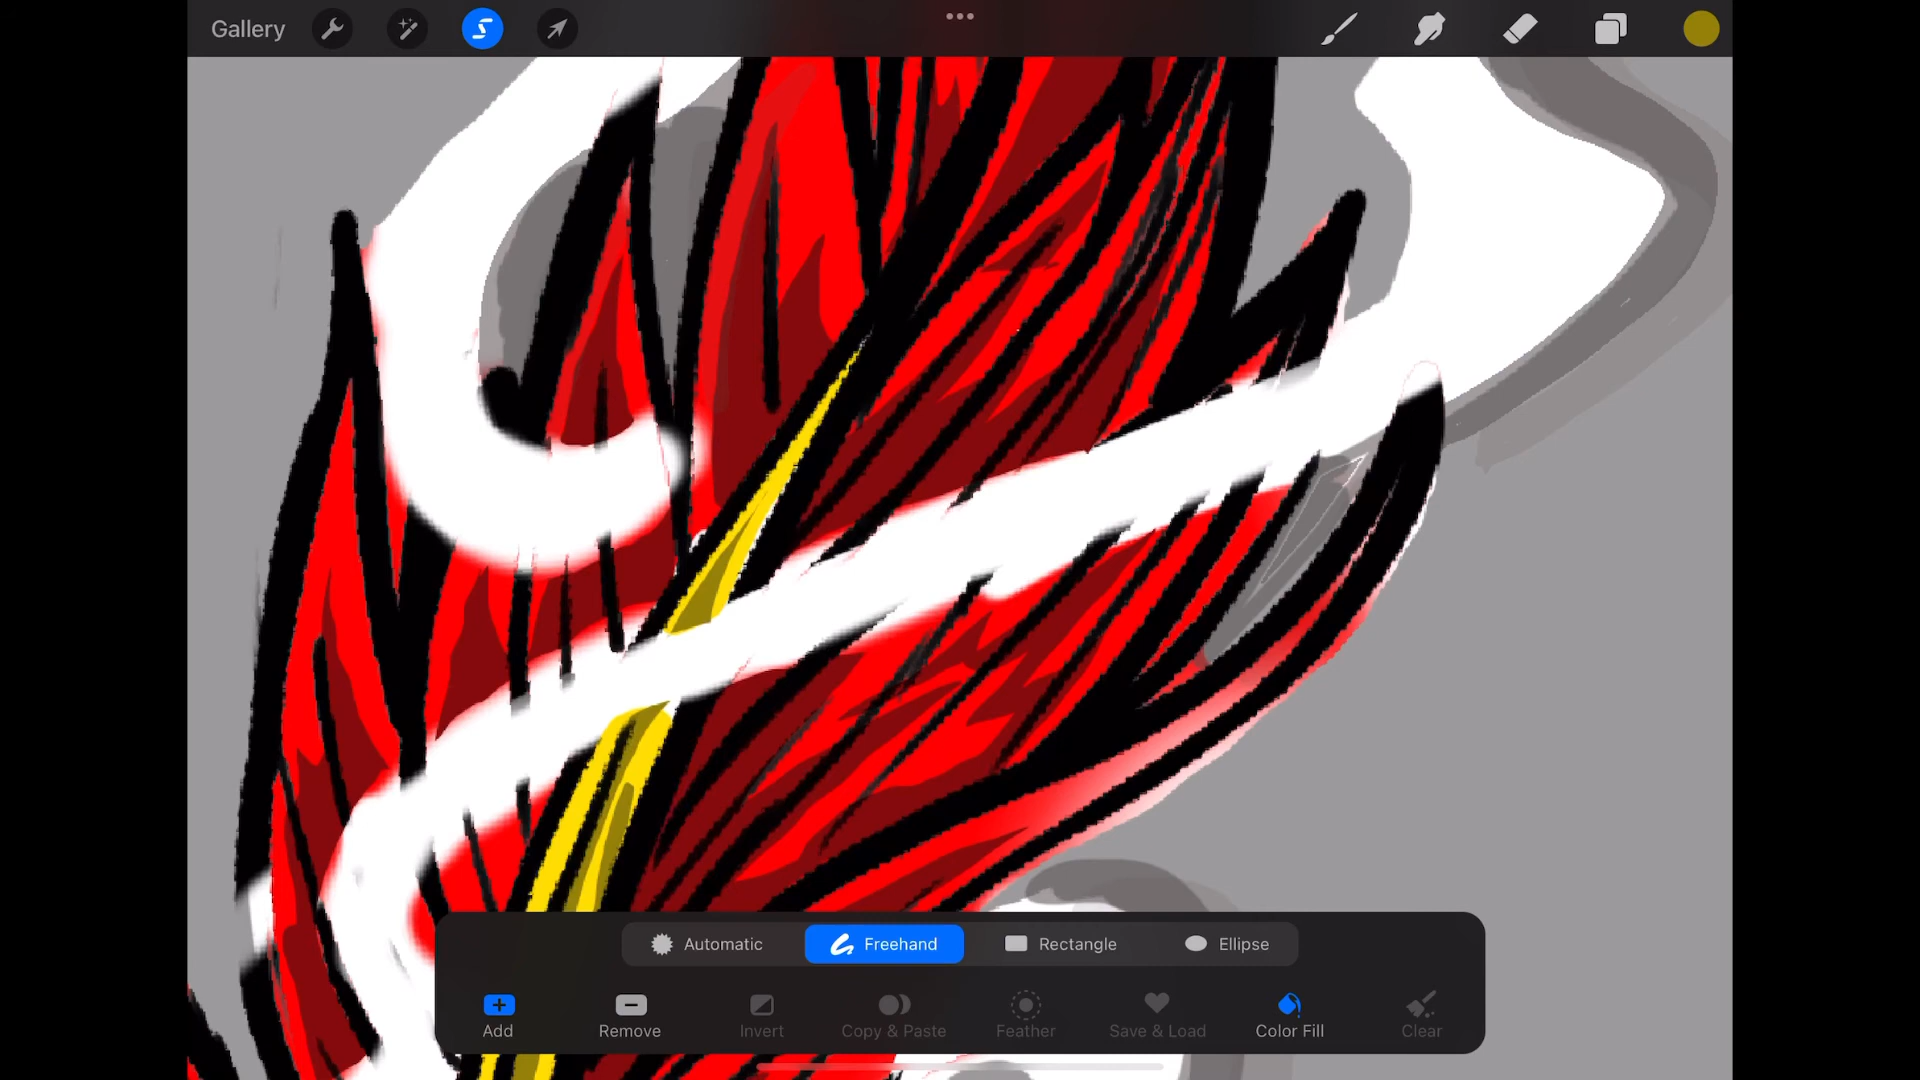 Gallery
Automatic Freehand Rectangle Ellipse
Add Remove Invert Copy & Paste Feather Save & Load Color Fill Clear